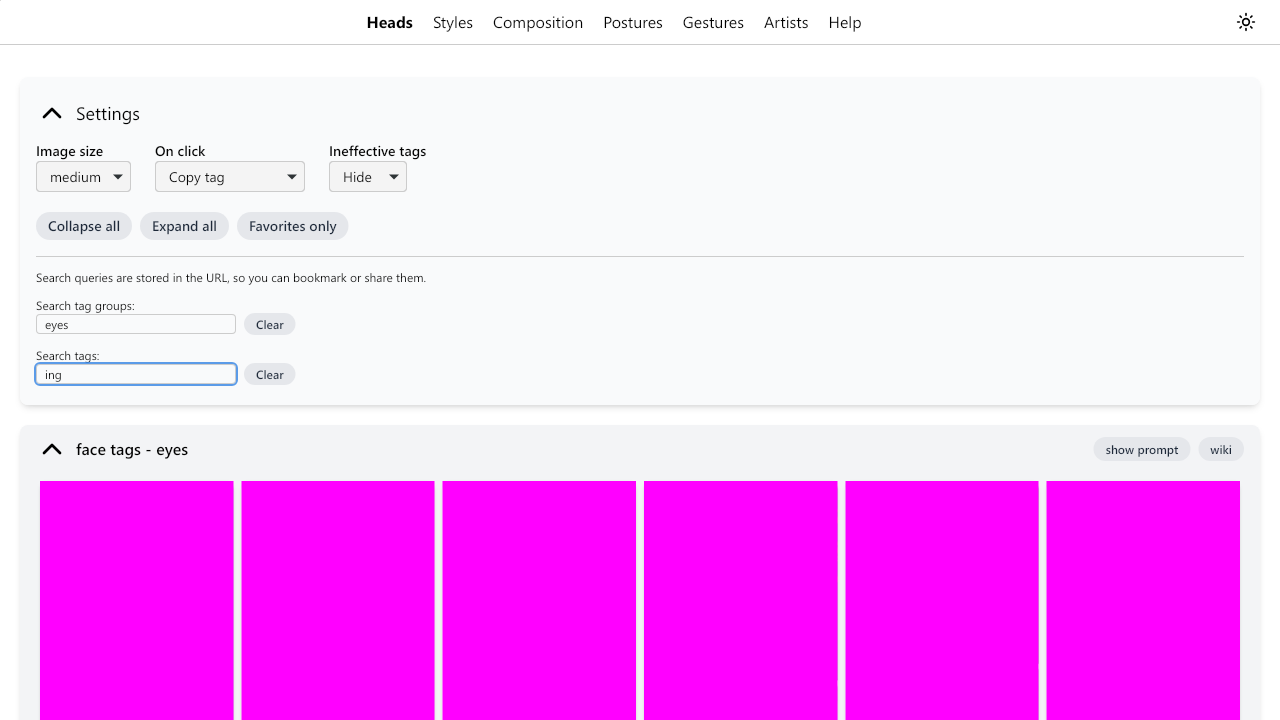 Heads Styles Composition Postures Gestures Artists Help
Settings
Image size On click Ineffective tags
medium Copy tag Hide
Collapse all Expand all Favorites only
Search queries are stored in the URL, so you can bookmark or share them.
Search tag groups:
eyes Clear
Search tags:
ing Clear
face tags - eyes show prompt wiki